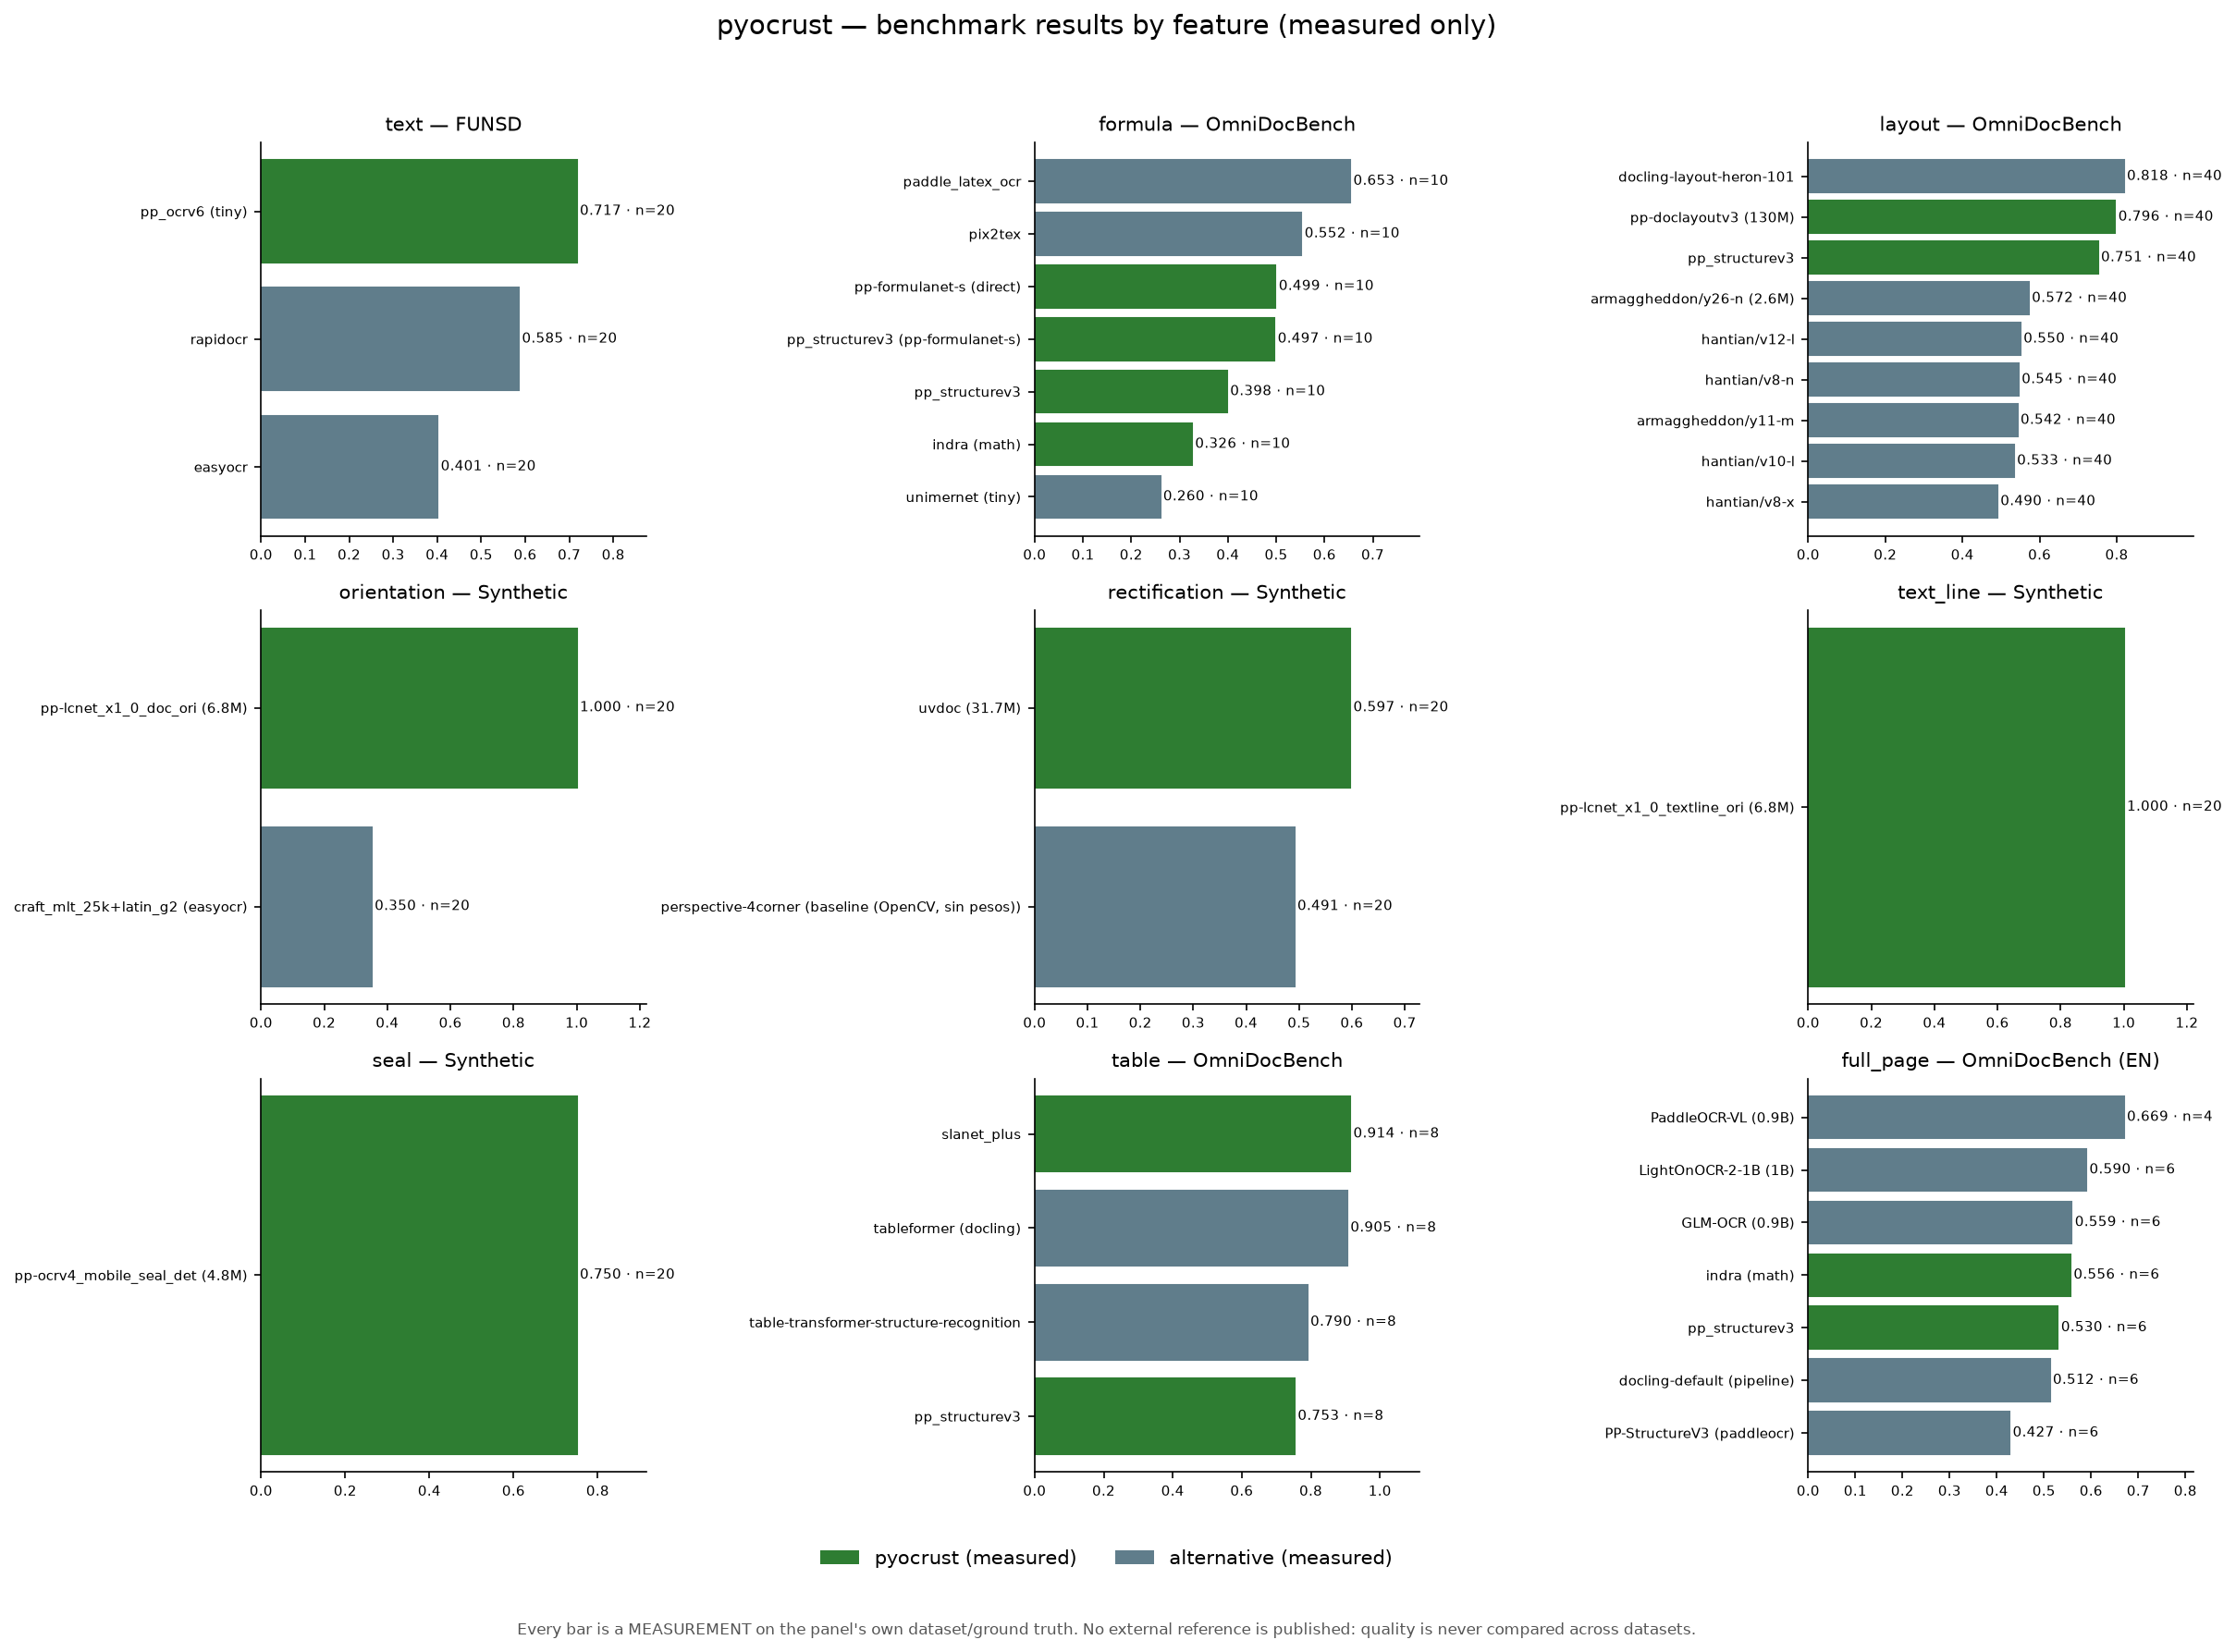 pyocrust — benchmark results by feature (measured only)
text — FUNSD
pp_ocrv6 (tiny)
0.717 · n=20
rapidocr
0.585 · n=20
easyocr
0.401 · n=20
0.0 0.1 0.2 0.3 0.4 0.5 0.6 0.7 0.8
formula — OmniDocBench
paddle_latex_ocr
0.653 · n=10
pix2tex
0.552 · n=10
pp-formulanet-s (direct)
0.499 · n=10
pp_structurev3 (pp-formulanet-s)
0.497 · n=10
pp_structurev3
0.398 · n=10
indra (math)
0.326 · n=10
unimernet (tiny)
0.260 · n=10
0.0 0.1 0.2 0.3 0.4 0.5 0.6 0.7
layout — OmniDocBench
docling-layout-heron-101
0.818 · n=40
pp-doclayoutv3 (130M)
0.796 · n=40
pp_structurev3
0.751 · n=40
armaggheddon/y26-n (2.6M)
0.572 · n=40
hantian/v12-l
0.550 · n=40
hantian/v8-n
0.545 · n=40
armaggheddon/y11-m
0.542 · n=40
hantian/v10-l
0.533 · n=40
hantian/v8-x
0.490 · n=40
0.0 0.2 0.4 0.6 0.8
orientation — Synthetic
pp-lcnet_x1_0_doc_ori (6.8M)
1.000 · n=20
craft_mlt_25k+latin_g2 (easyocr)
0.350 · n=20
0.0 0.2 0.4 0.6 0.8 1.0 1.2
rectification — Synthetic
uvdoc (31.7M)
0.597 · n=20
perspective-4corner (baseline (OpenCV, sin pesos))
0.491 · n=20
0.0 0.1 0.2 0.3 0.4 0.5 0.6 0.7
text_line — Synthetic
pp-lcnet_x1_0_textline_ori (6.8M)
1.000 · n=20
0.0 0.2 0.4 0.6 0.8 1.0 1.2
seal — Synthetic
pp-ocrv4_mobile_seal_det (4.8M)
0.750 · n=20
0.0 0.2 0.4 0.6 0.8
table — OmniDocBench
slanet_plus
0.914 · n=8
tableformer (docling)
0.905 · n=8
table-transformer-structure-recognition
0.790 · n=8
pp_structurev3
0.753 · n=8
0.0 0.2 0.4 0.6 0.8 1.0
full_page — OmniDocBench (EN)
PaddleOCR-VL (0.9B)
0.669 · n=4
LightOnOCR-2-1B (1B)
0.590 · n=6
GLM-OCR (0.9B)
0.559 · n=6
indra (math)
0.556 · n=6
pp_structurev3
0.530 · n=6
docling-default (pipeline)
0.512 · n=6
PP-StructureV3 (paddleocr)
0.427 · n=6
0.0 0.1 0.2 0.3 0.4 0.5 0.6 0.7 0.8
pyocrust (measured)
alternative (measured)
Every bar is a MEASUREMENT on the panel's own dataset/ground truth. No external reference is published: quality is never compared across datasets.